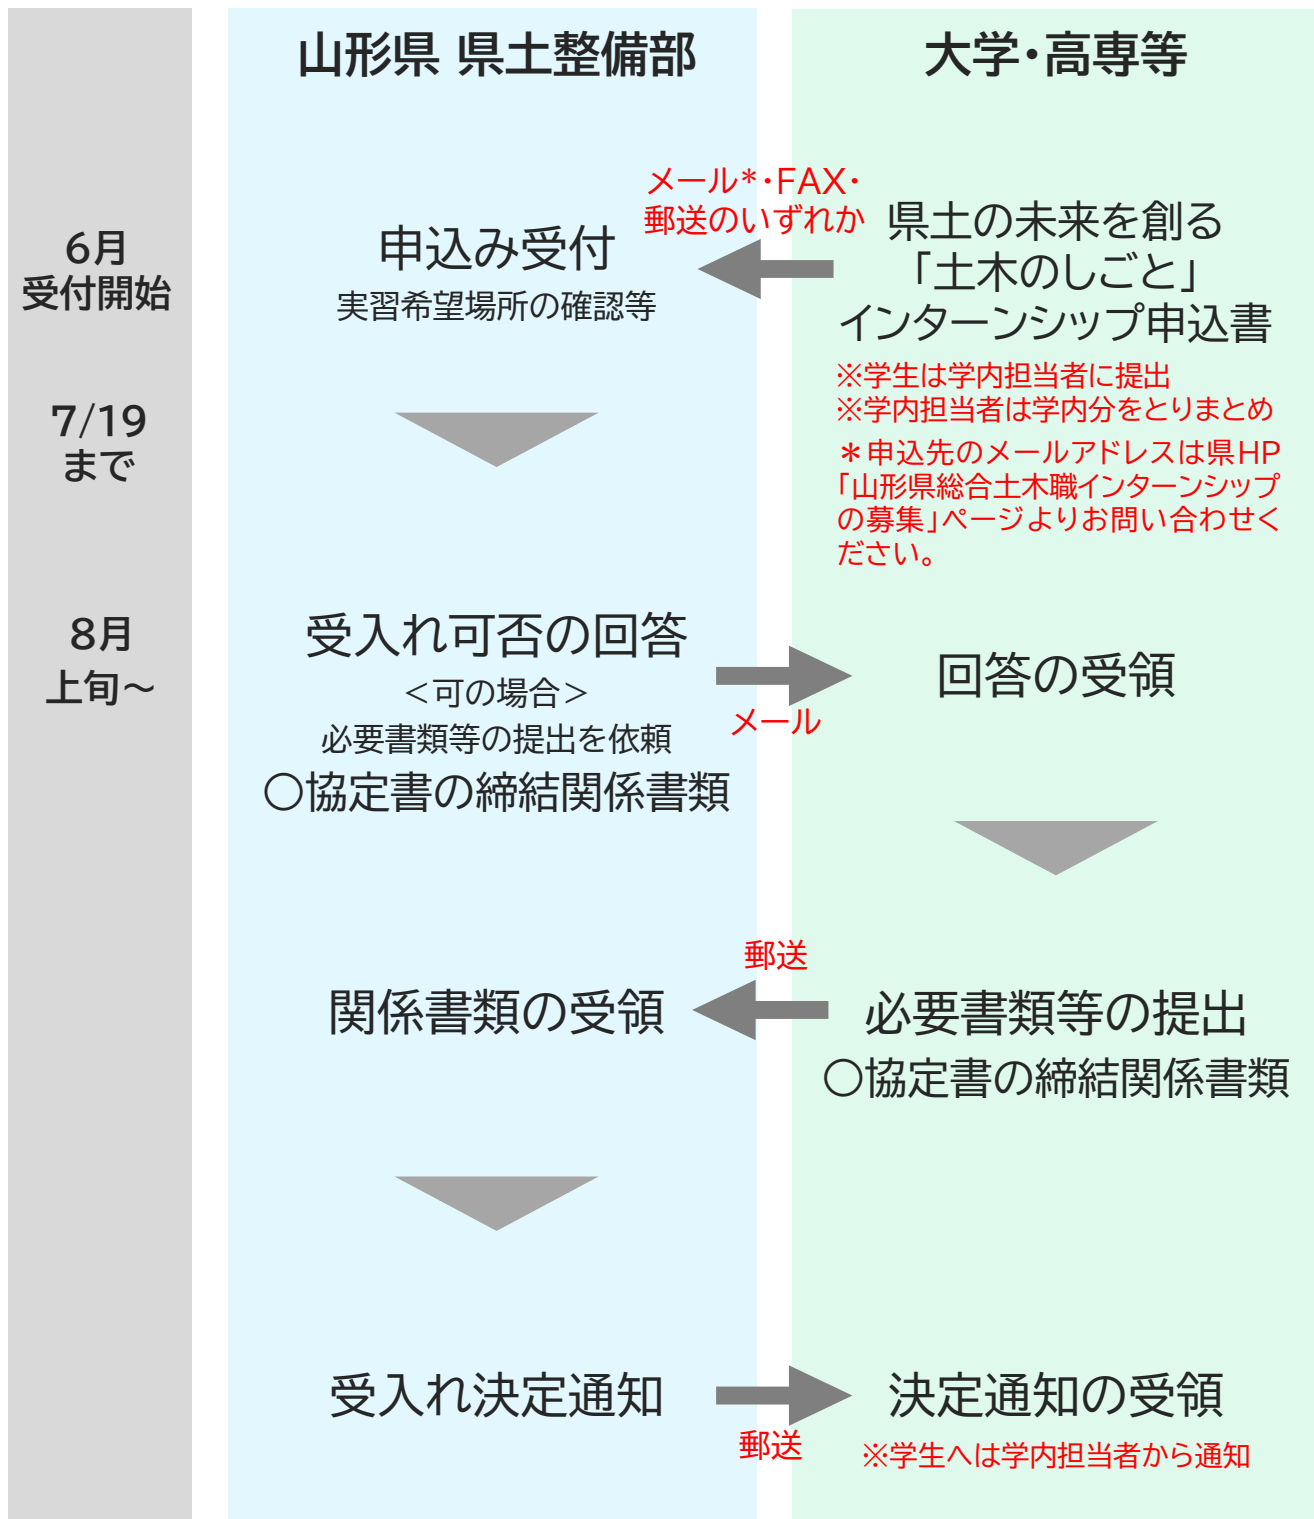 山形県 県土整備部
大学・高専等
6月
受付開始
7/19
まで
8月
上旬～
申込み受付
実習希望場所の確認等
メール*・FAX・
郵送のいずれか
県土の未来を創る
「土木のしごと」
インターンシップ申込書
※学生は学内担当者に提出
※学内担当者は学内分をとりまとめ
＊申込先のメールアドレスは県HP
「山形県総合土木職インターンシップ
の募集」ページよりお問い合わせく
ださい。
受入れ可否の回答
＜可の場合＞
必要書類等の提出を依頼
〇協定書の締結関係書類
メール
回答の受領
関係書類の受領
郵送
必要書類等の提出
〇協定書の締結関係書類
受入れ決定通知
郵送
決定通知の受領
※学生へは学内担当者から通知